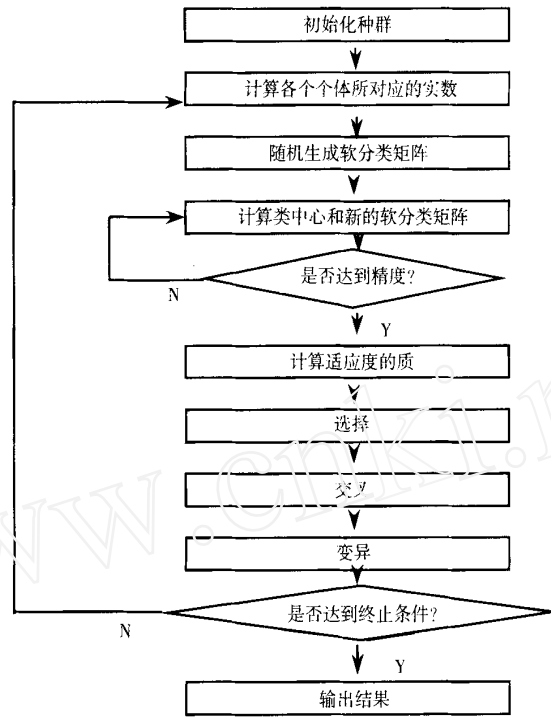 初始化种群
计算各个个体所对应的实数
随机生成软分类矩阵
计算类中心和新的软分类矩阵
是否达到精度?
N
Y
计算适应度的质
选择
交叉
变异
是否达到终止条件?
N
Y
输出结果
www.cnki.n